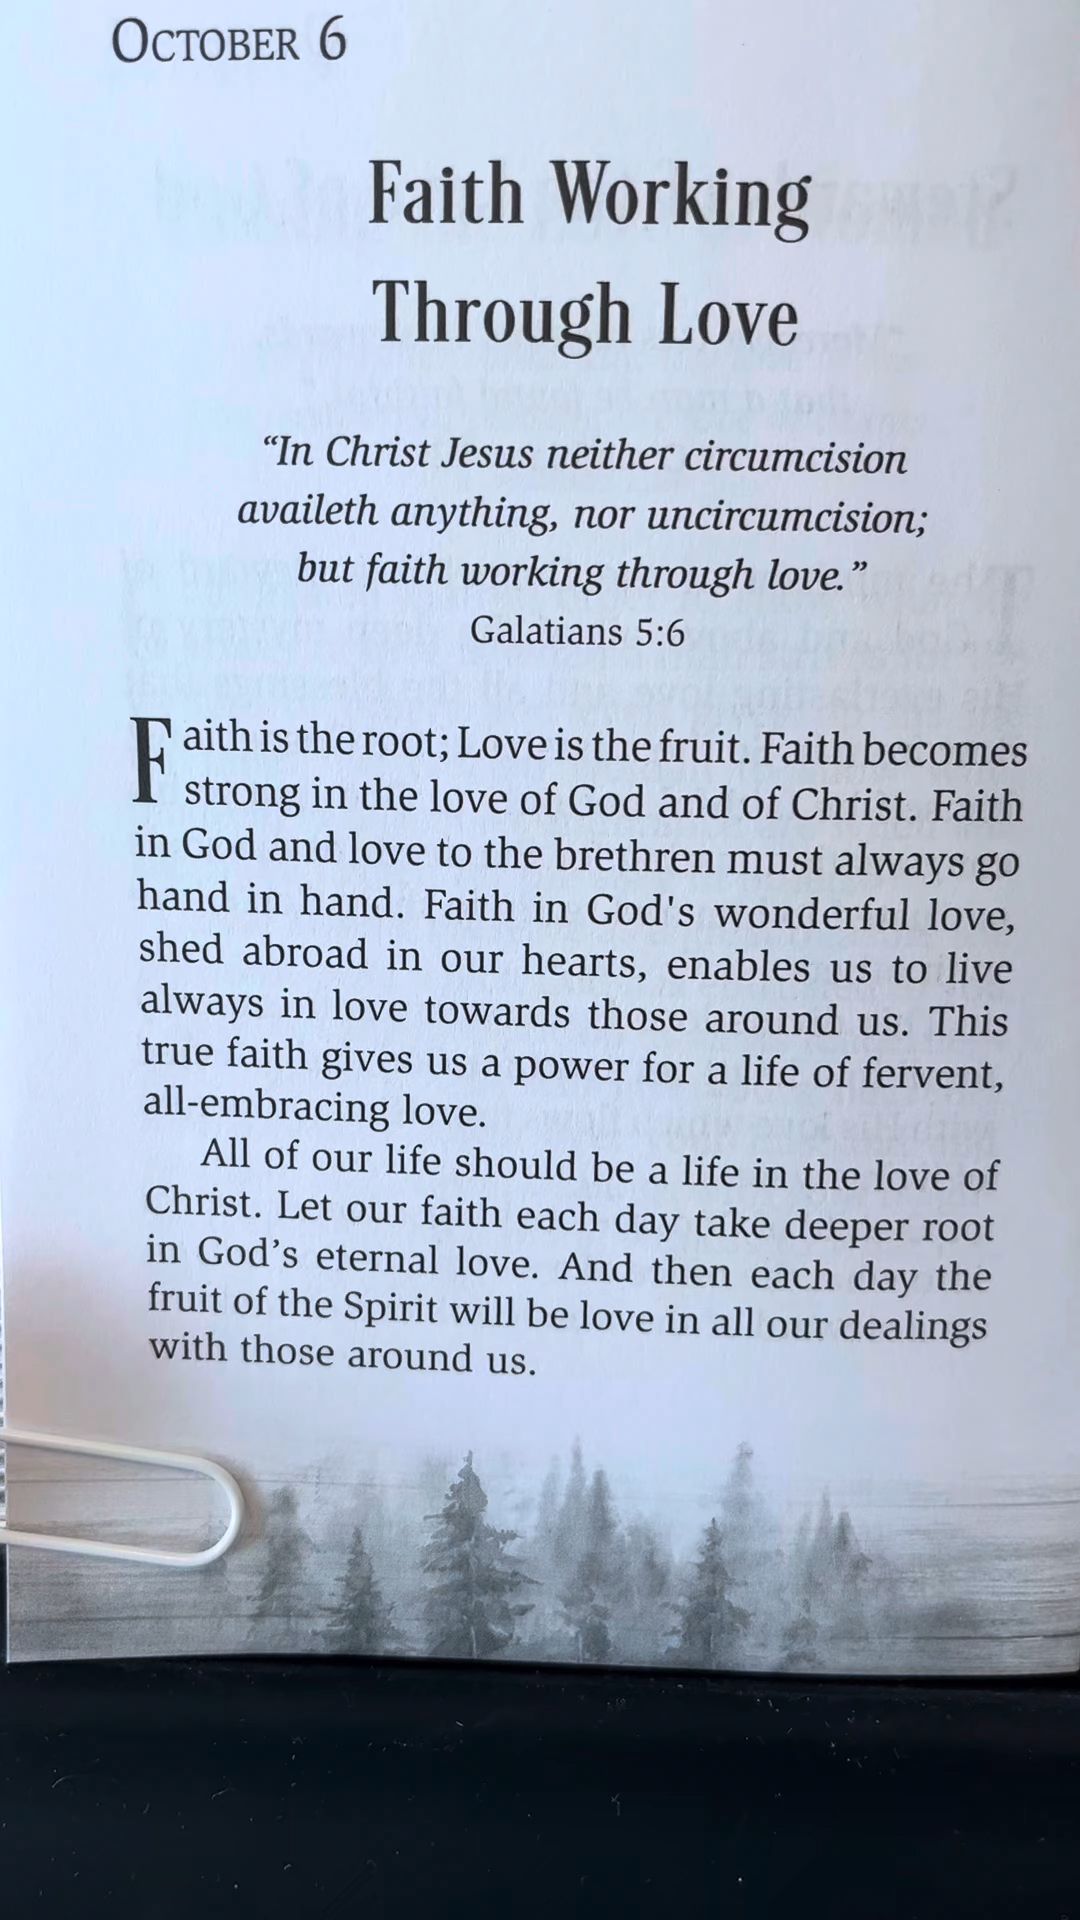 OCTOBER 6
Faith Working
Through Love
“In Christ Jesus neither circumcision
availeth anything, nor uncircumcision;
but faith working through love.”
Galatians 5:6
Faith is the root; Love is the fruit. Faith becomes
strong in the love of God and of Christ. Faith
in God and love to the brethren must always go
hand in hand. Faith in God's wonderful love,
shed abroad in our hearts, enables us to live
always in love towards those around us. This
true faith gives us a power for a life of fervent,
all-embracing love.
All of our life should be a life in the love of
Christ. Let our faith each day take deeper root
in God’s eternal love. And then each day the
fruit of the Spirit will be love in all our dealings
with those around us.